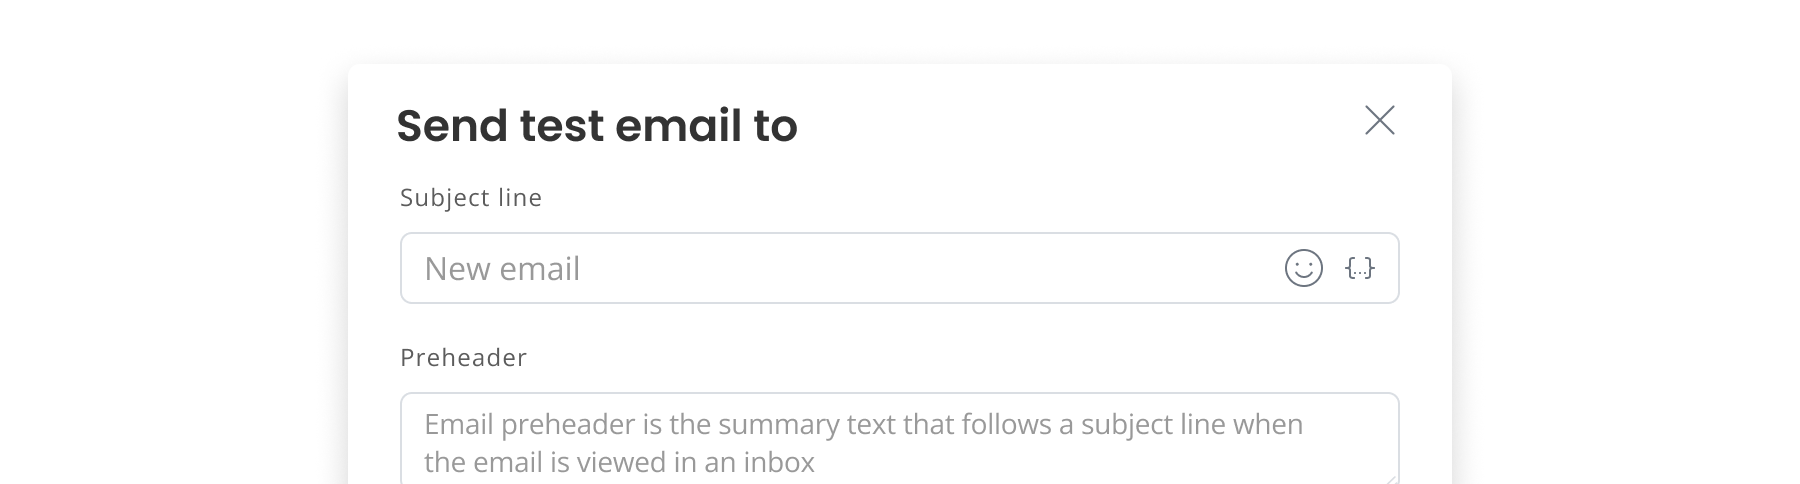 Send test email to
Subject line
New email
{...}
Preheader
Email preheader is the summary text that follows a subject line when
the email is viewed in an inbox